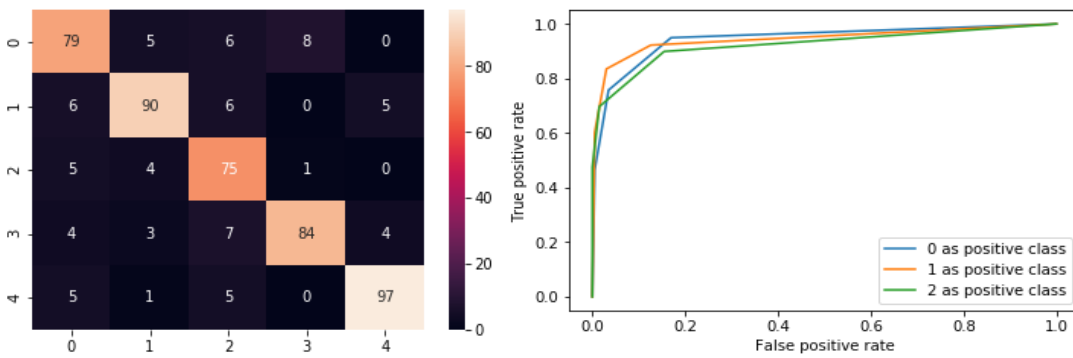 0 79 5 6 8 0
1 6 90 6 0 5
2 5 4 75 1 0
3 4 3 7 84 4
4 5 1 5 0 97
0 1 2 3 4
80
60
40
20
0
1.0
0.8
0.6
0.4
0.2
0.0
True positive rate
0 as positive class
1 as positive class
2 as positive class
0.0 0.2 0.4 0.6 0.8 1.0
False positive rate